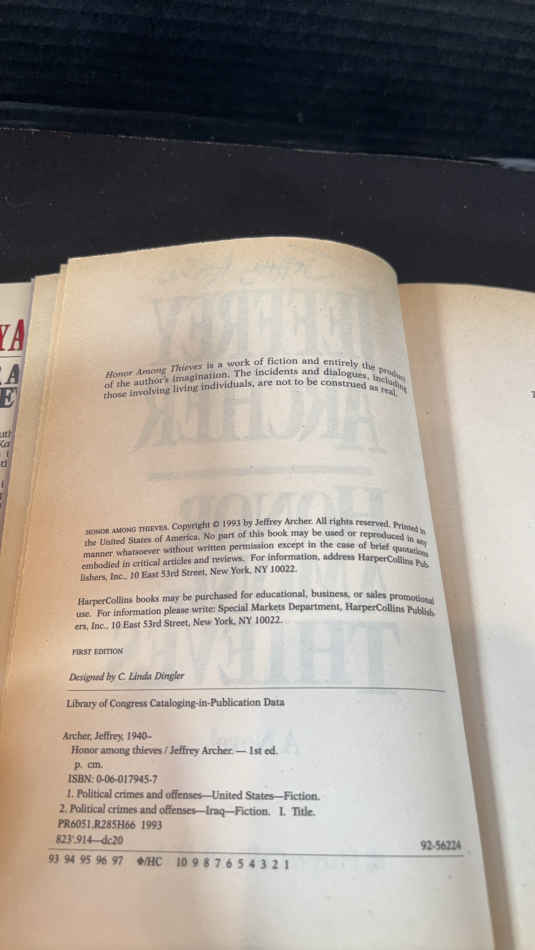 Honor Among Thieves is a work of fiction and entirely the product
of the author's imagination. The incidents and dialogues, including
those involving living individuals, are not to be construed as real.
HONOR AMONG THIEVES. Copyright © 1993 by Jeffrey Archer. All rights reserved. Printed in
the United States of America. No part of this book may be used or reproduced in any
manner whatsoever without written permission except in the case of brief quotations
embodied in critical articles and reviews. For information, address HarperCollins Pub-
lishers, Inc., 10 East 53rd Street, New York, NY 10022.
HarperCollins books may be purchased for educational, business, or sales promotional
use. For information please write: Special Markets Department, HarperCollins Publish-
ers, Inc., 10 East 53rd Street, New York, NY 10022.
FIRST EDITION
Designed by C. Linda Dingler
Library of Congress Cataloging-in-Publication Data
Archer, Jeffrey, 1940–
Honor among thieves / Jeffrey Archer. — 1st ed.
p. cm.
ISBN: 0-06-017945-7
1. Political crimes and offenses—United States—Fiction.
2. Political crimes and offenses—Iraq—Fiction. I. Title.
PR6051.R285H66 1993
823'.914—dc20 92-56224
93 94 95 96 97 ❖/HC 10 9 8 7 6 5 4 3 2 1